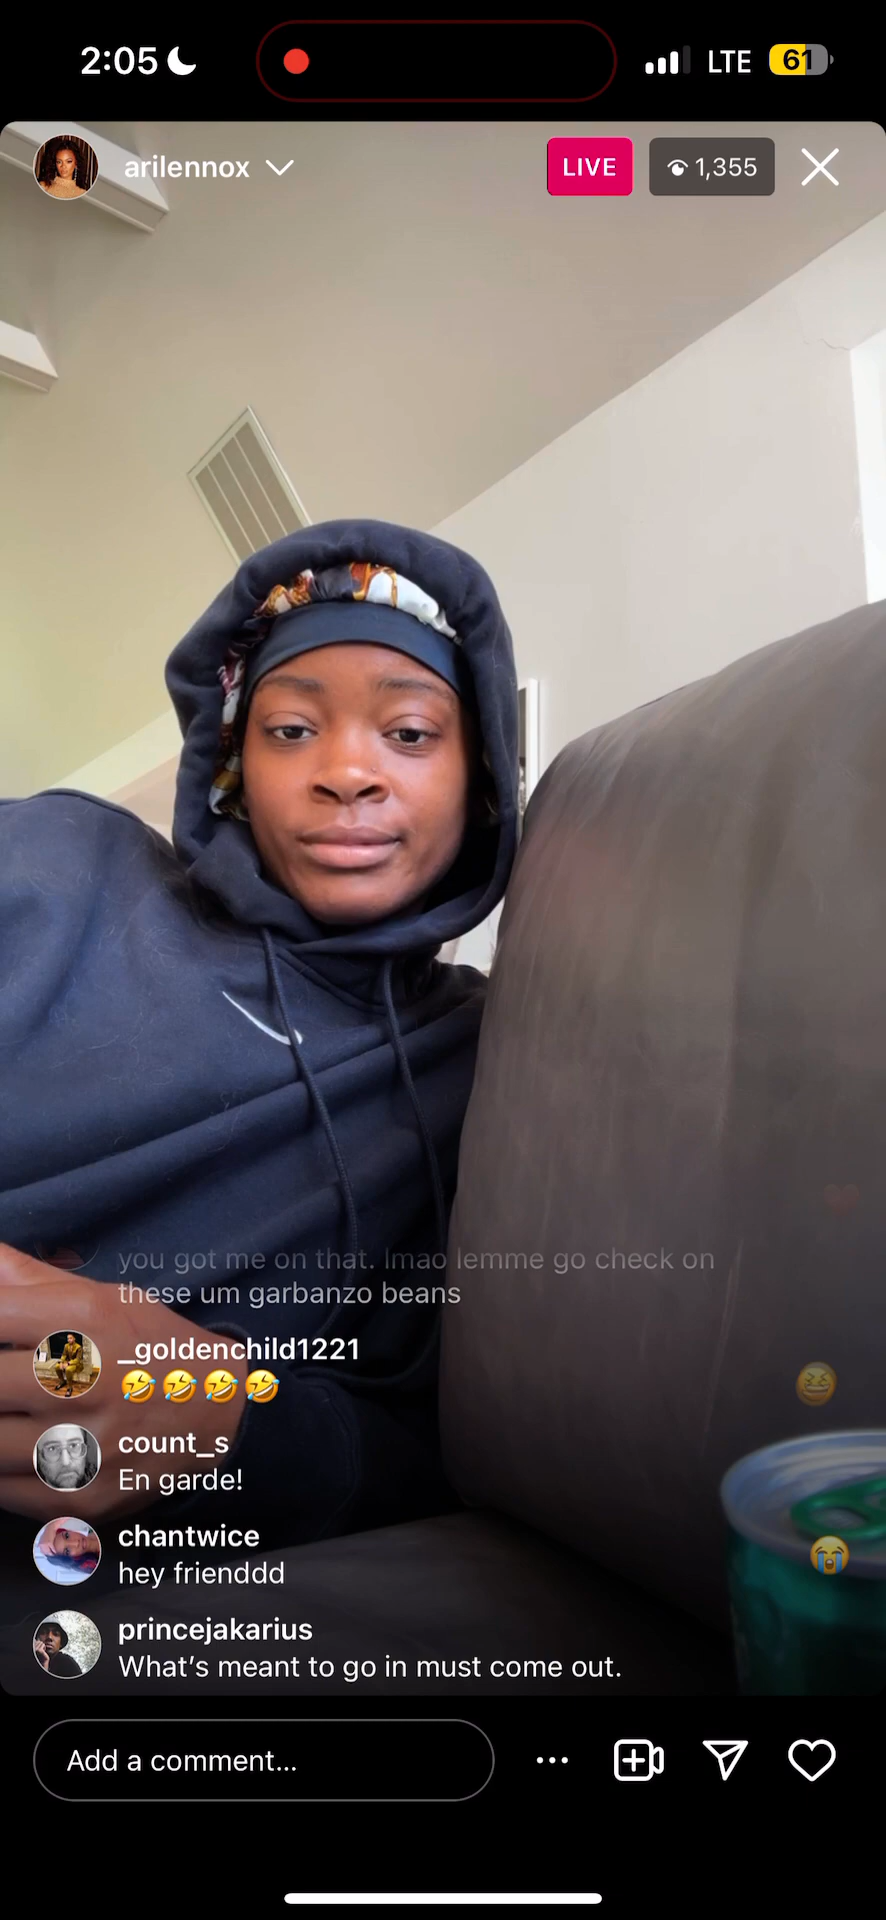 2:05
LTE
61
arilennox
LIVE
1,355
you got me on that. lmao lemme go check on
these um garbanzo beans
_goldenchild1221
🤣🤣🤣🤣
count_s
En garde!
chantwice
hey frienddd
princejakarius
What's meant to go in must come out.
Add a comment...